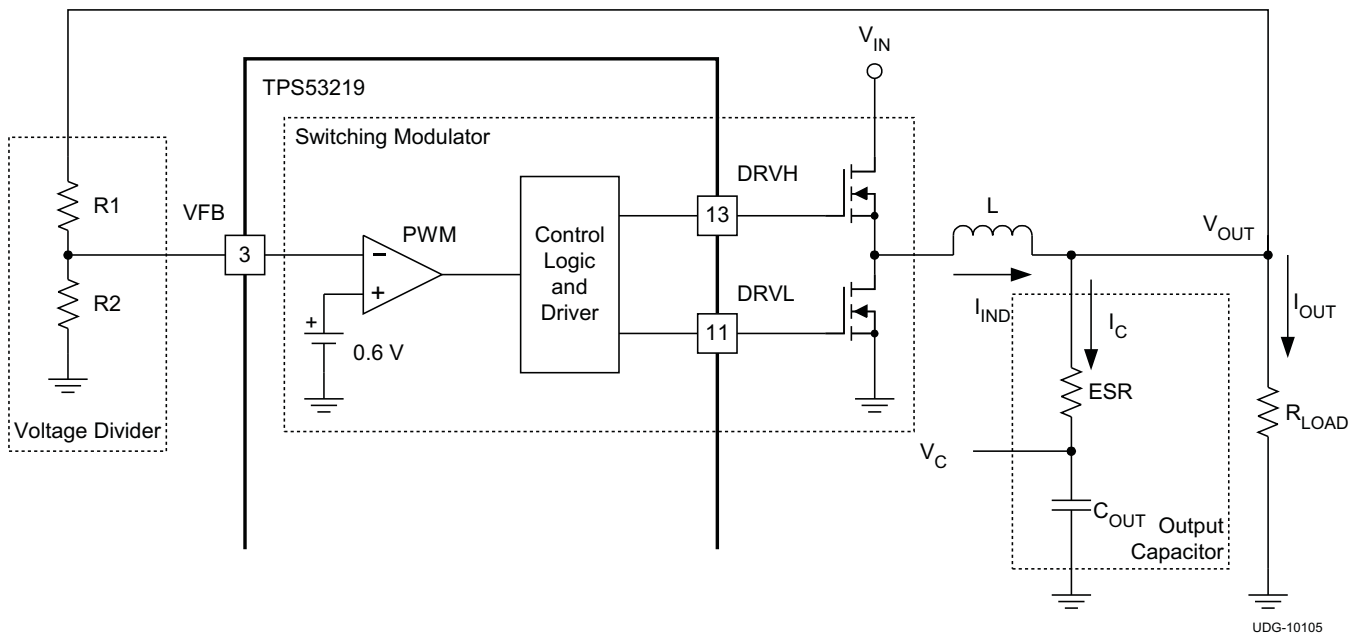 V_IN
TPS53219
Switching Modulator
DRVH
R1
VFB
13
L
PWM
Control
Logic
and
Driver
V_OUT
3
−
+
R2
DRVL
I_IND
I_C
I_OUT
+
0.6 V
11
ESR
R_LOAD
Voltage Divider
V_C
C_OUT
Output
Capacitor
UDG-10105